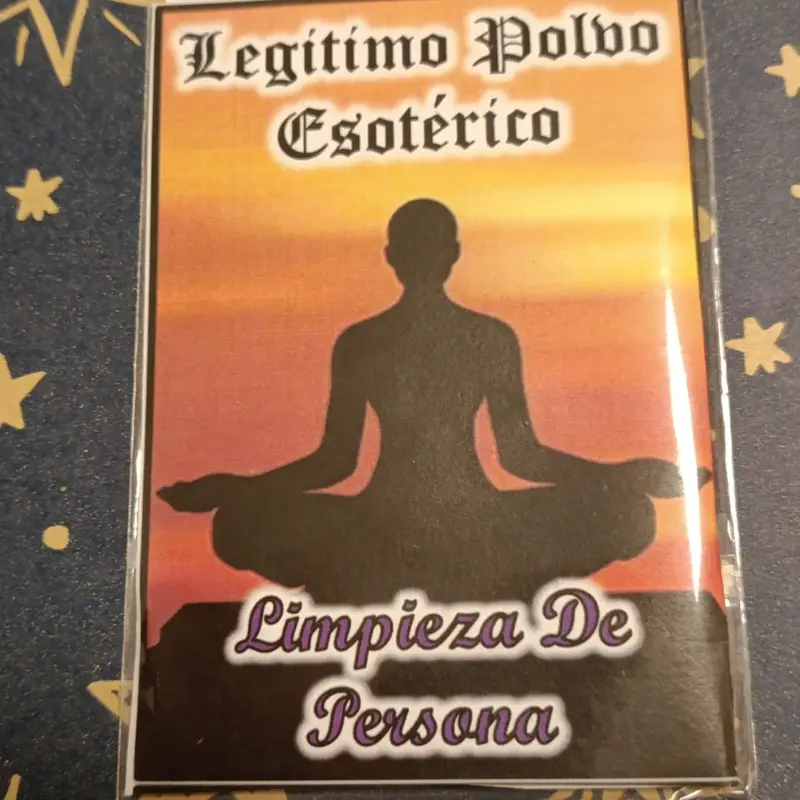 Legitimo Polvo
Esotérico
Limpieza De
Persona